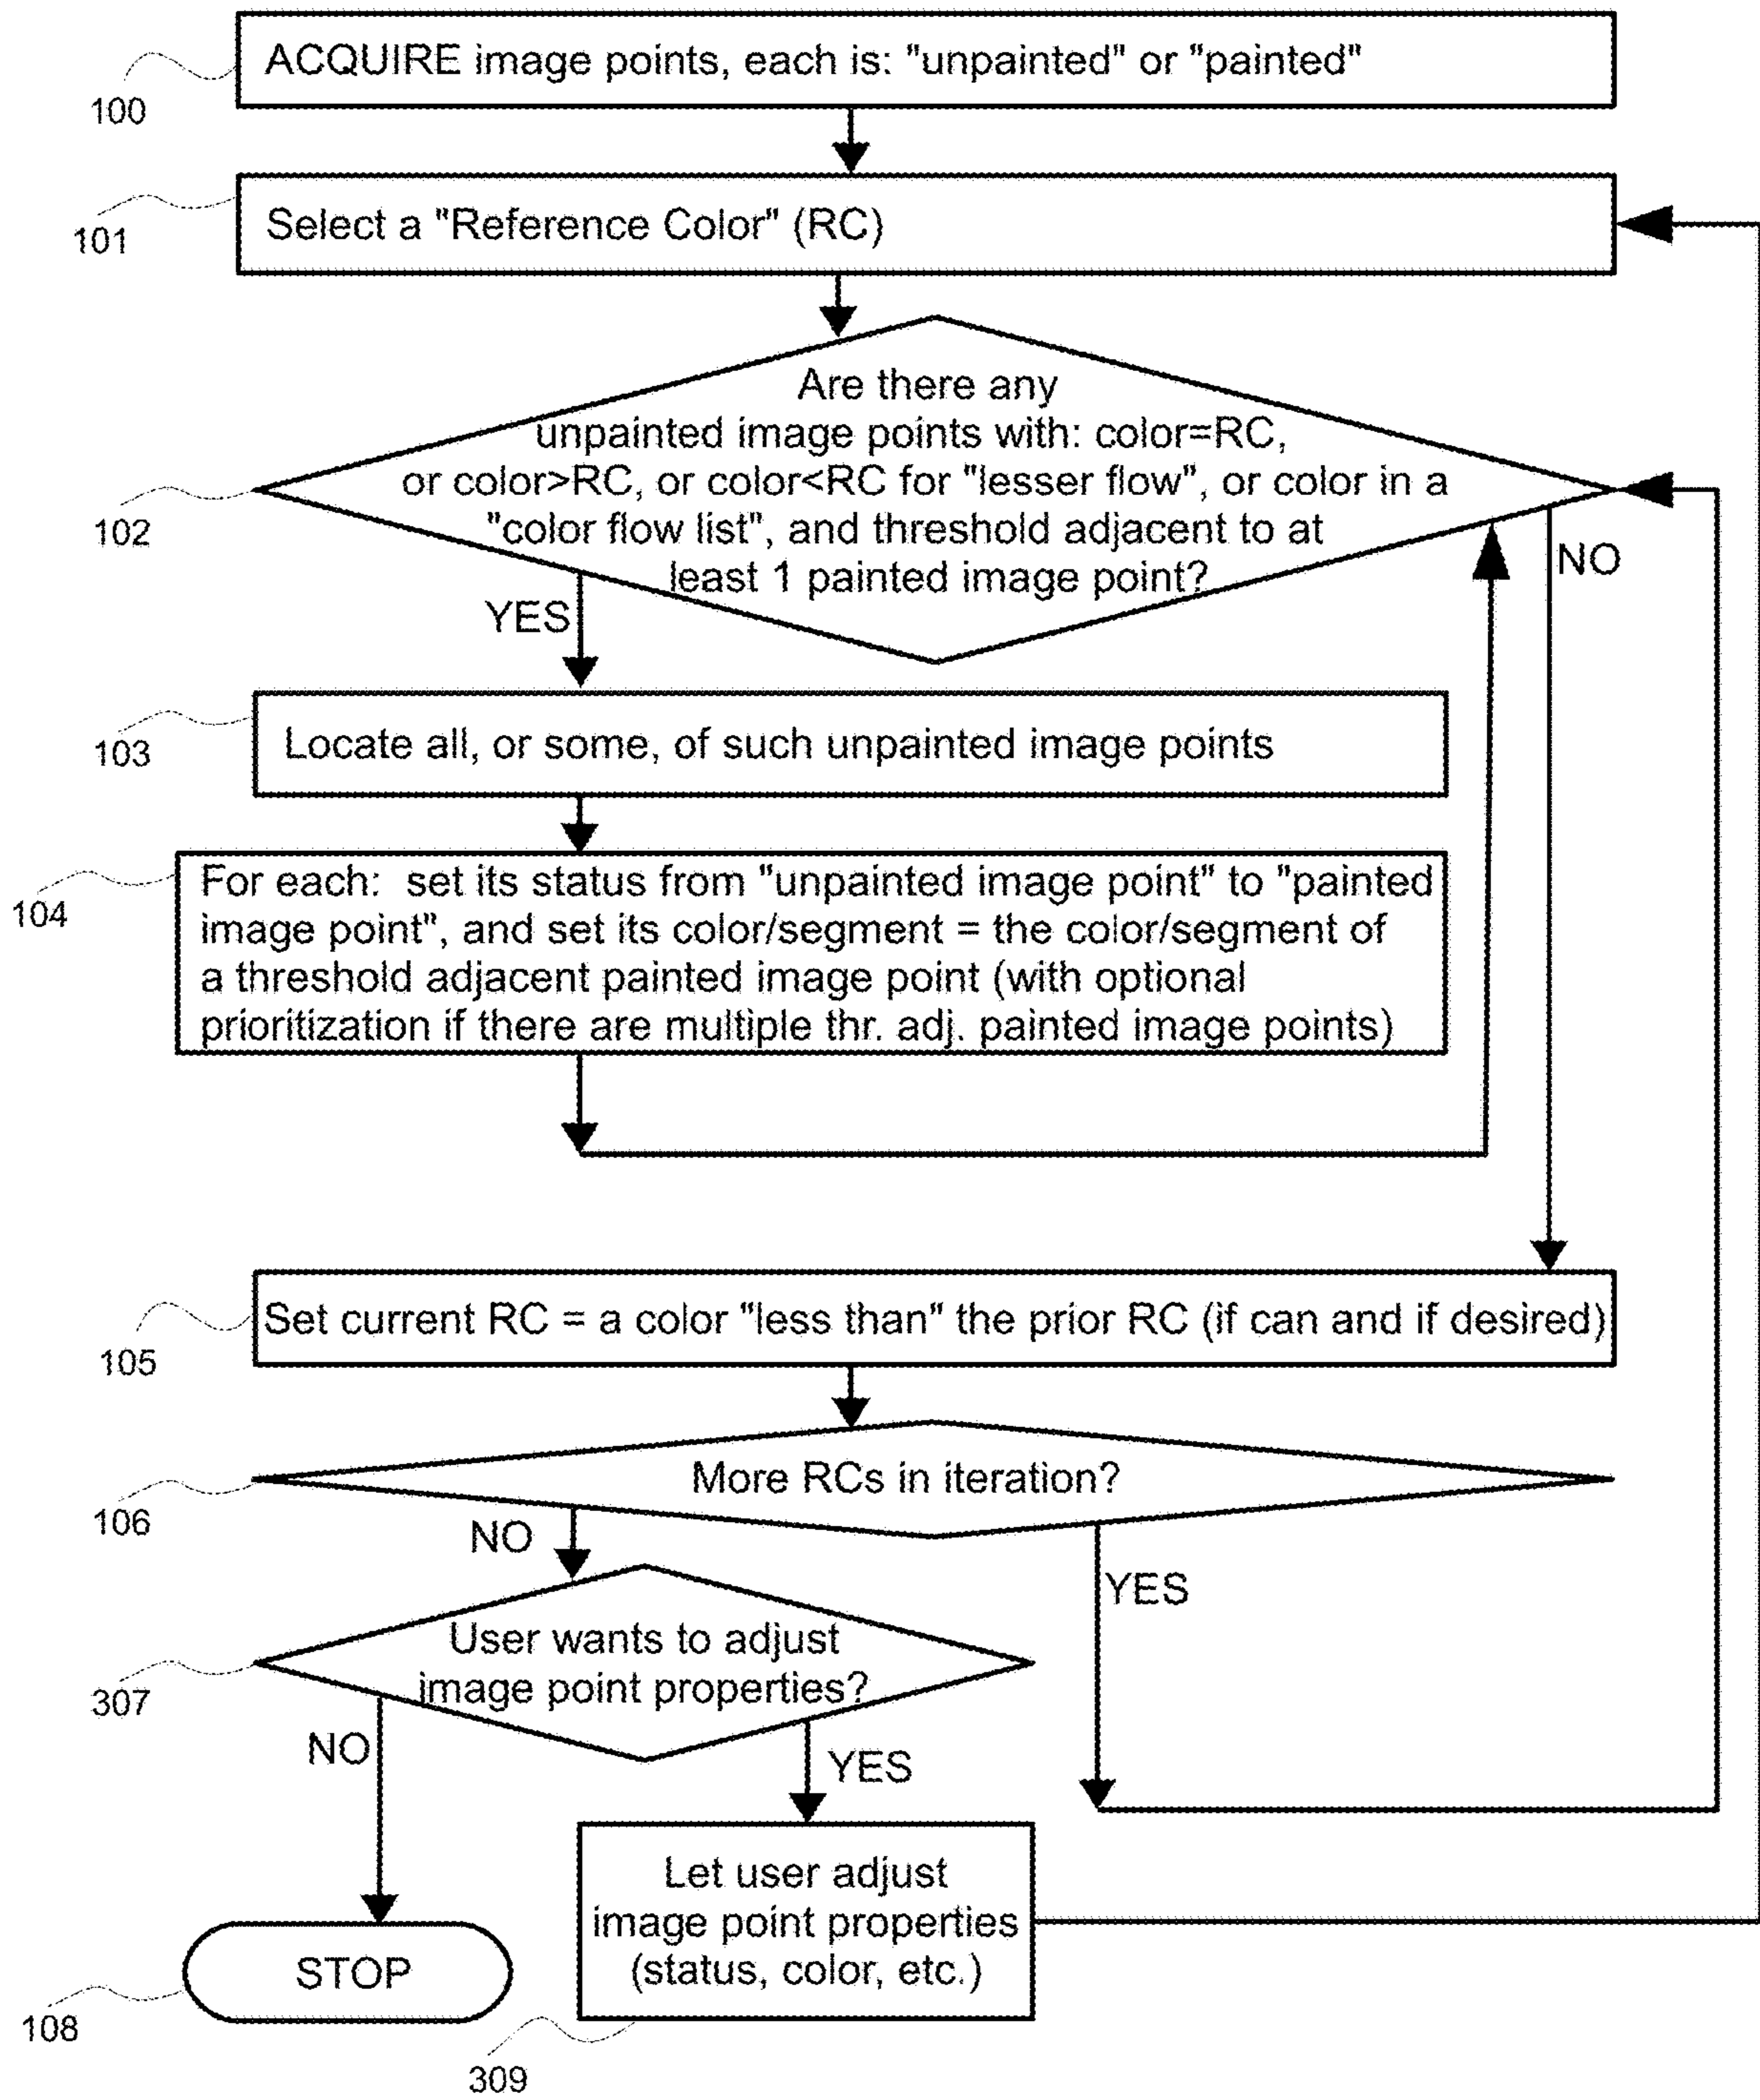 ACQUIRE image points, each is: "unpainted" or "painted"
100
Select a "Reference Color" (RC)
101
Are there any
unpainted image points with: color=RC,
or color>RC, or color<RC for "lesser flow", or color in a
"color flow list", and threshold adjacent to at
least 1 painted image point?
102
NO
YES
Locate all, or some, of such unpainted image points
103
For each: set its status from "unpainted image point" to "painted
image point", and set its color/segment = the color/segment of
a threshold adjacent painted image point (with optional
prioritization if there are multiple thr. adj. painted image points)
104
Set current RC = a color "less than" the prior RC (if can and if desired)
105
More RCs in iteration?
106
NO
YES
User wants to adjust
image point properties?
307
NO
YES
Let user adjust
image point properties
(status, color, etc.)
STOP
108
309